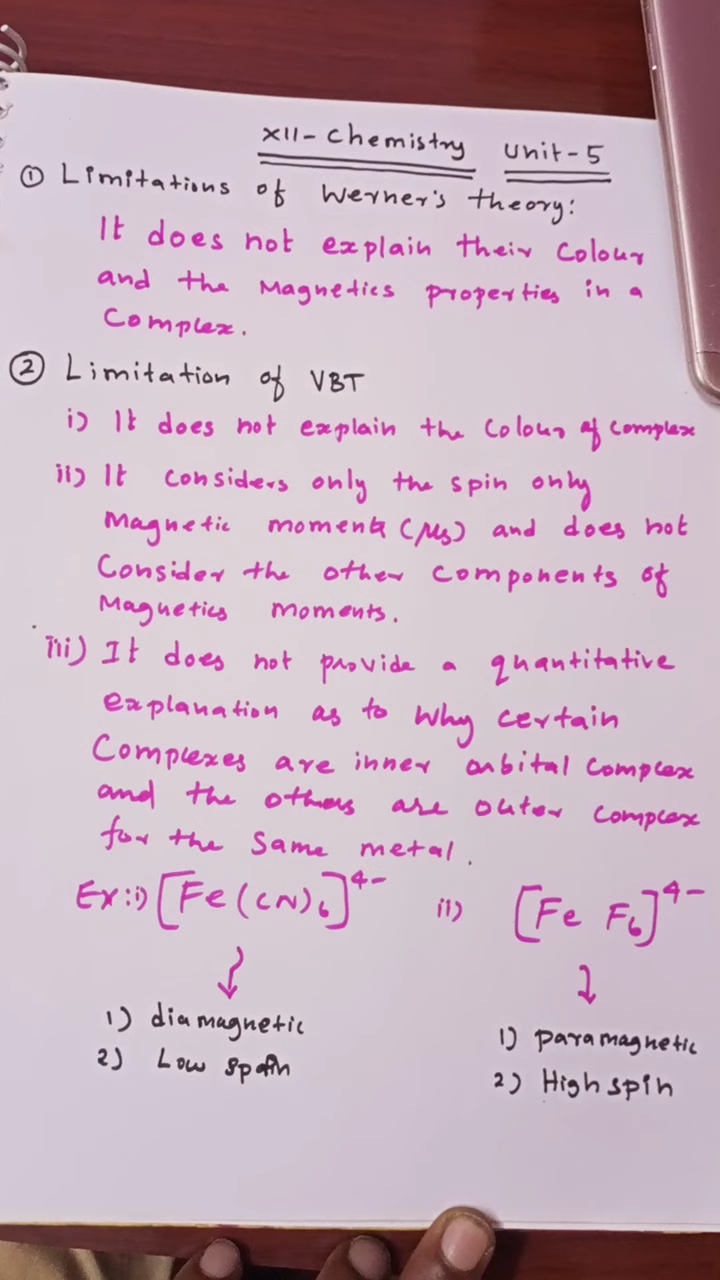 XII- Chemistry Unit-5
① Limitations of Werner's theory:
It does not explain their Colour
and the Magnetics properties in a
Complex.
② Limitation of VBT
i) It does not explain the Colour of Complex
ii) It Considers only the spin only
Magnetic moments (μs) and does not
Consider the other components of
Magnetics moments.
iii) It does not provide a quantitative
explanation as to why certain
Complexes are inner orbital complex
and the others are outer complex
for the same metal.
Ex:i) [Fe(CN)6]4- ii) [Fe F6]4-
1) diamagnetic
2) Low spin
1) paramagnetic
2) High spin